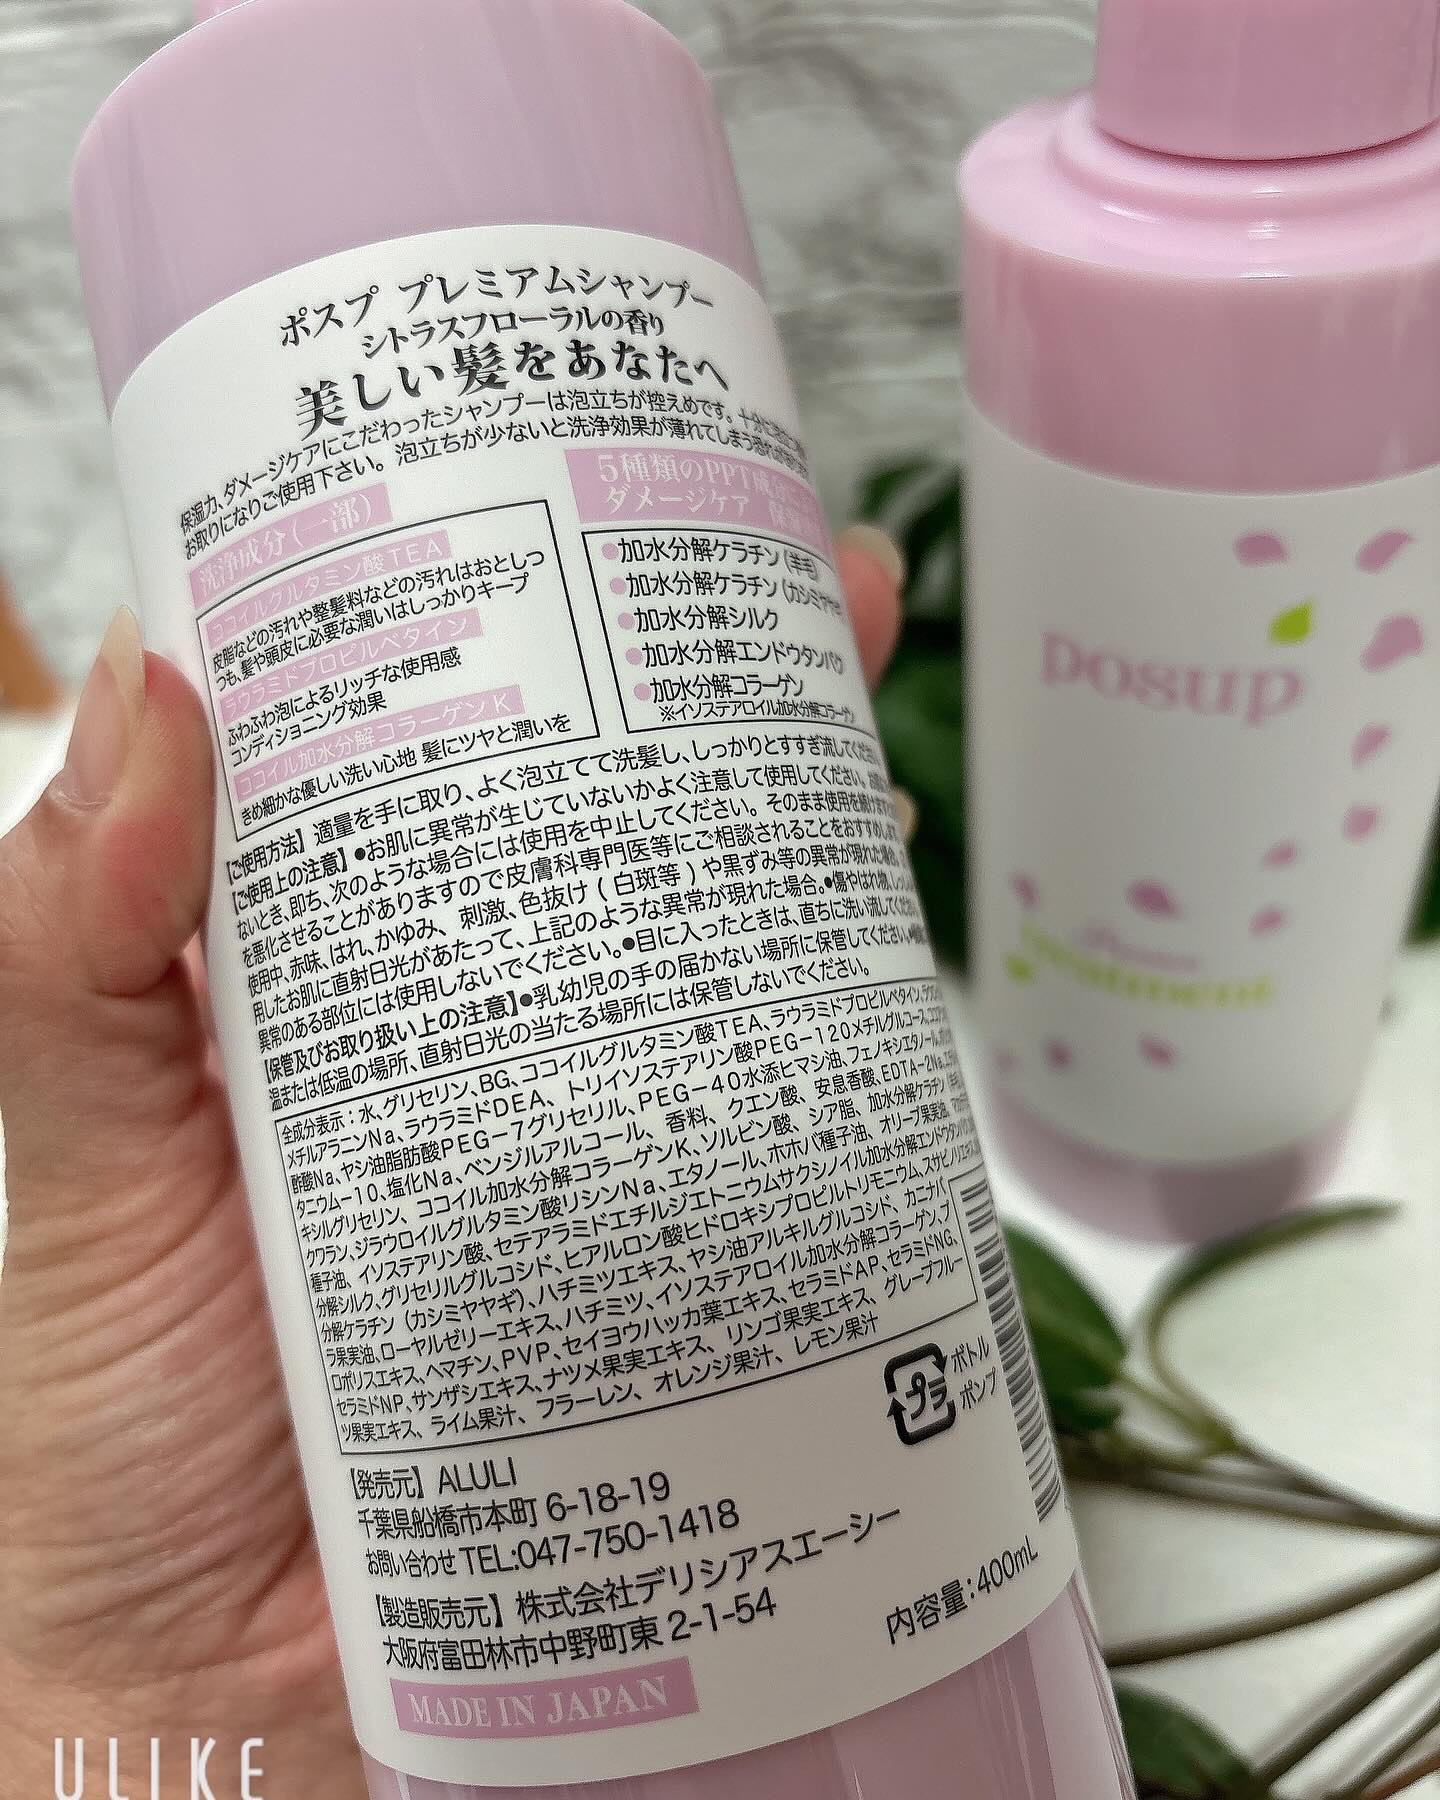 ポスプ プレミアムシャンプー
シトラスフローラルの香り
美しい髪をあなたへ
保湿力、ダメージケアにこだわったシャンプーは泡立ちが控えめです。十分に
お取りになりご使用下さい。泡立ちが少ないと洗浄効果が薄れてしまう恐れが
洗浄成分(一部)
ココイルグルタミン酸TEA
皮脂などの汚れや整髪料などの汚れはおとしつ
つも、髪や頭皮に必要な潤いはしっかりキープ
ラウラミドプロピルベタイン
ふわふわ泡によるリッチな使用感
コンディショニング効果
ココイル加水分解コラーゲンK
きめ細かな優しい洗い心地 髪にツヤと潤いを
5種類のPPT成分
ダメージケア 保湿
●加水分解ケラチン(羊毛)
●加水分解ケラチン(カシミヤヤギ)
●加水分解シルク
●加水分解エンドウタンパク
●加水分解コラーゲン
※イソステアロイル加水分解コラーゲン
【ご使用方法】適量を手に取り、よく泡立てて洗髪し、しっかりとすすぎ流してください。
【ご使用上の注意】●お肌に異常が生じていないかよく注意して使用してください。
ないとき、即ち、次のような場合には使用を中止してください。そのまま使用を続けますと
を悪化させることがありますので皮膚科専門医等にご相談されることをおすすめします。
使用中、赤味、はれ、かゆみ、刺激、色抜け(白斑等)や黒ずみ等の異常が現れた場合。
用したお肌に直射日光があたって、上記のような異常が現れた場合。●傷やはれ物、しっしん
異常のある部位には使用しないでください。●目に入ったときは、直ちに洗い流してください。
【保管及びお取り扱い上の注意】●乳幼児の手の届かない場所に保管してください。
温または低温の場所、直射日光の当たる場所には保管しないでください。
全成分表示:水、グリセリン、BG、ココイルグルタミン酸TEA、ラウラミドプロピルベタイン、ラウロイル
メチルアラニンNa、ラウラミドDEA、トリイソステアリン酸PEG-120メチルグルコース、ココアンホ
酢酸Na、ヤシ油脂肪酸PEG-7グリセリル、PEG-40水添ヒマシ油、フェノキシエタノール、ポリクオ
タニウム-10、塩化Na、ベンジルアルコール、香料、クエン酸、安息香酸、EDTA-2Na、エチルヘ
キシルグリセリン、ココイル加水分解コラーゲンK、ソルビン酸、シア脂、加水分解ケラチン(羊毛)、
クワラン、ジラウロイルグルタミン酸リシンNa、エタノール、ホホバ種子油、オリーブ果実油、マカデミア
種子油、イソステアリン酸、セテアラミドエチルジエトニウムサクシノイル加水分解エンドウタンパク、加水
分解シルク、グリセリルグルコシド、ヒアルロン酸ヒドロキシプロピルトリモニウム、スサビノリエキス、加水
分解ケラチン(カシミヤヤギ)、ハチミツエキス、ヤシ油アルキルグルコシド、カニナバ
ラ果実油、ローヤルゼリーエキス、ハチミツ、イソステアロイル加水分解コラーゲン、プ
ロポリスエキス、ヘマチン、PVP、セイヨウハッカ葉エキス、セラミドAP、セラミドNG、
セラミドNP、サンザシエキス、ナツメ果実エキス、リンゴ果実エキス、グレープフルー
ツ果実エキス、ライム果汁、フラーレン、オレンジ果汁、レモン果汁
プラ
ボトル
ポンプ
【発売元】ALULI
千葉県船橋市本町 6-18-19
お問い合わせ TEL:047-750-1418
【製造販売元】株式会社デリシアスエーシー
大阪府富田林市中野町東 2-1-54
内容量:400mL
MADE IN JAPAN
posup
Treatment
ULIKE